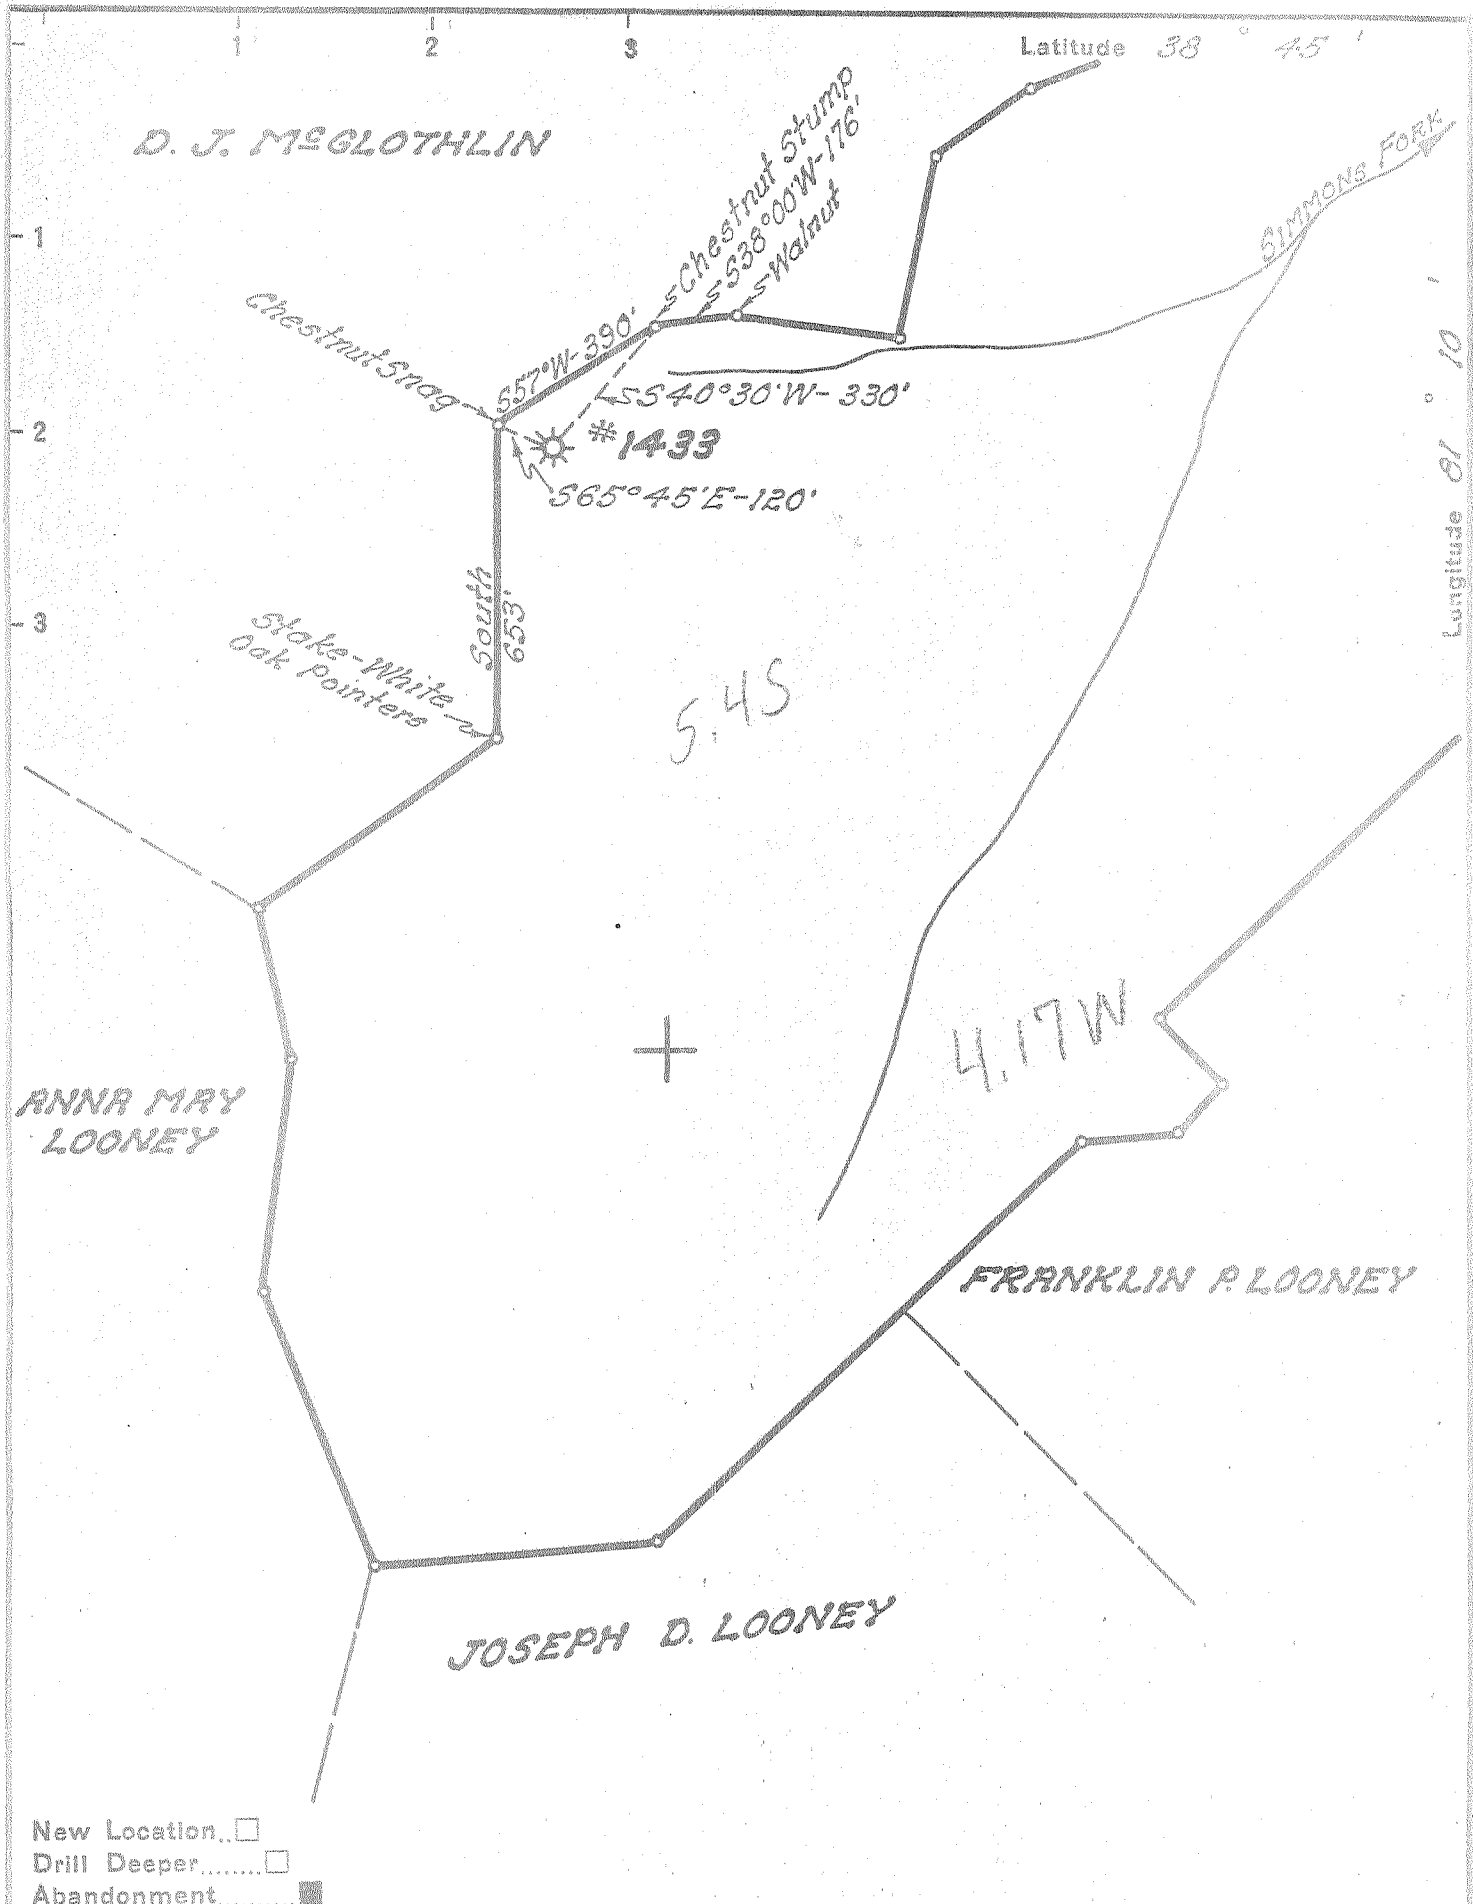 1 2 3
Latitude 38° 45'
D. J. McGLOTHLIN
Chestnut Stump
S38°00'W-176'
Walnut
SIMMONS FORK
1
Chestnut Snag
S57°W-390'
S40°30'W-330'
2
#1433
S65°45'E-120'
Longitude 81° 10'
3
South
653'
Stake-White
Oak Pointers
5.4S
4.17W
ANNA MAY
LOONEY
FRANKLIN P. LOONEY
JOSEPH D. LOONEY
New Location..
Drill Deeper........
Abandonment